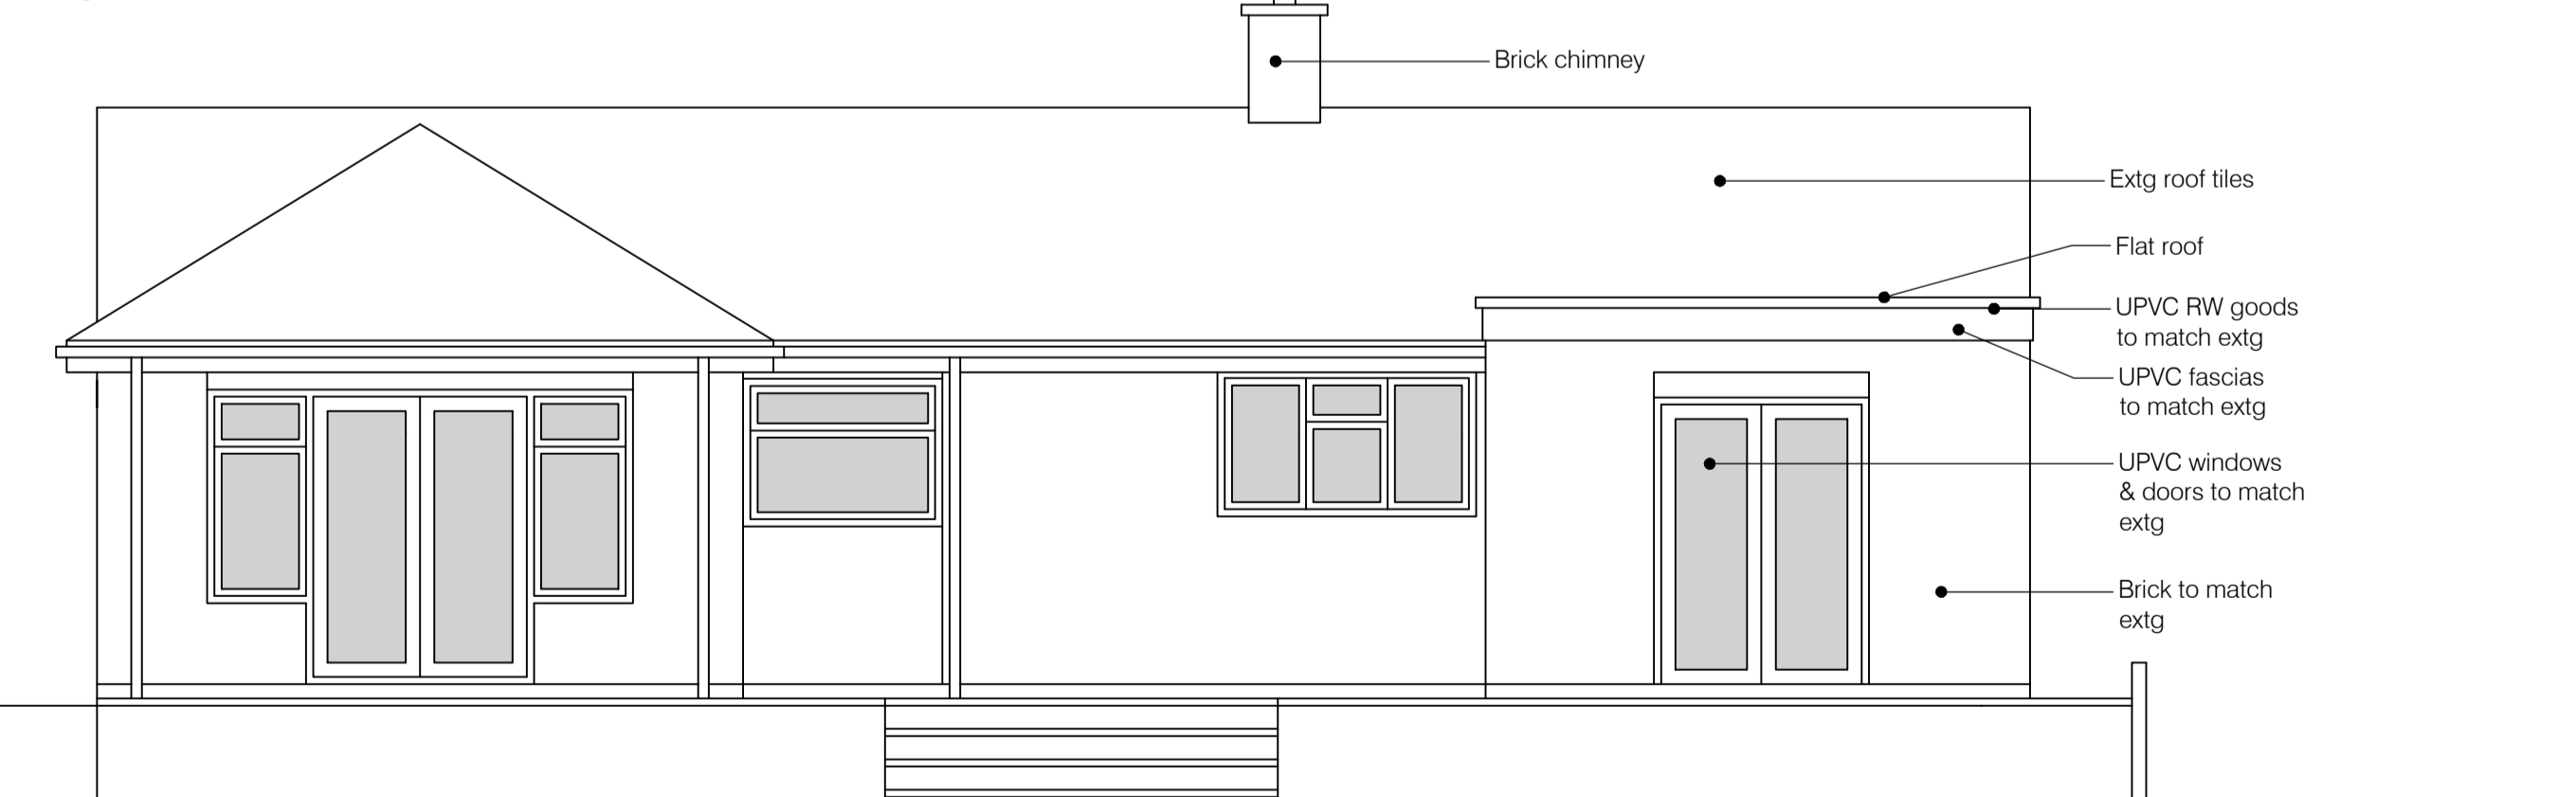 Brick chimney
Extg roof tiles
Flat roof
UPVC RW goods
to match extg
UPVC fascias
to match extg
UPVC windows
& doors to match
extg
Brick to match
extg